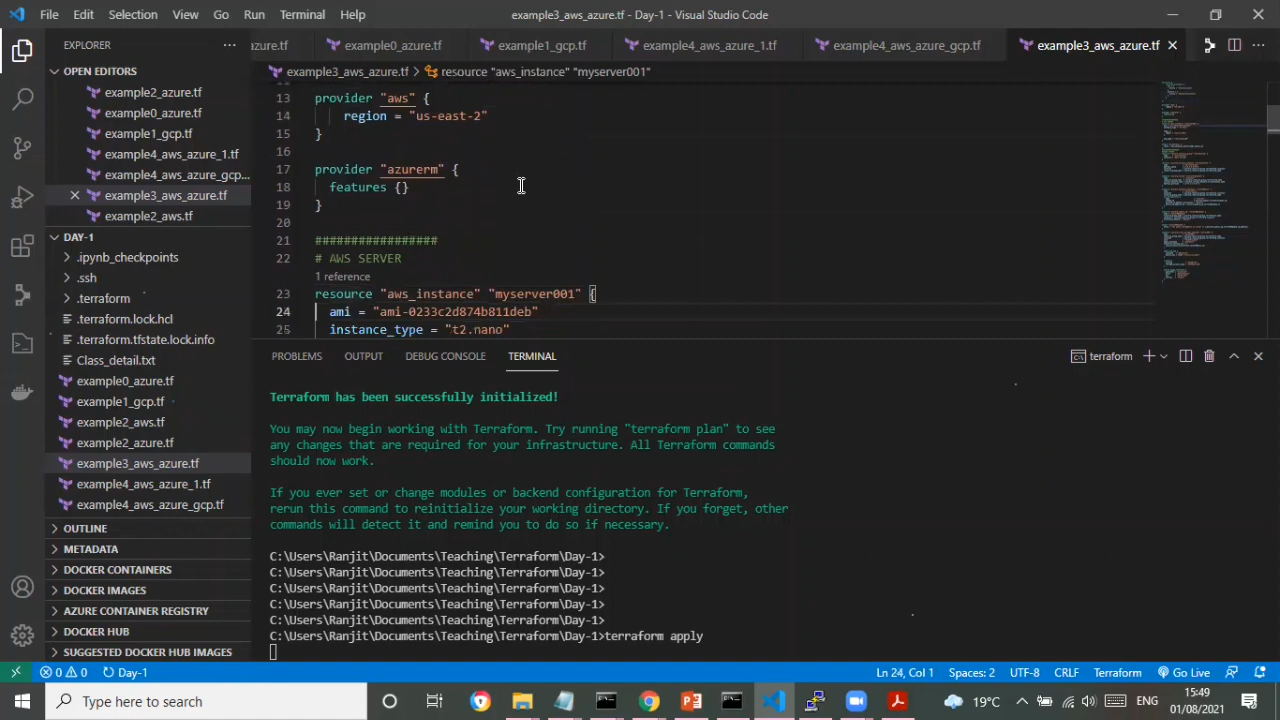 File Edit Selection View Go Run Terminal Help
example3_aws_azure.tf - Day-1 - Visual Studio Code
EXPLORER
azure.tf
example0_azure.tf
example1_gcp.tf
example4_aws_azure_1.tf
example4_aws_azure_gcp.tf
example3_aws_azure.tf
OPEN EDITORS
example2_azure.tf
example0_azure.tf
example1_gcp.tf
example4_aws_azure_1.tf
example4_aws_azure_gcp...
example3_aws_azure.tf
example2_aws.tf
DAY-1
.ipynb_checkpoints
.ssh
.terraform
.terraform.lock.hcl
.terraform.tfstate.lock.info
Class_detail.txt
example0_azure.tf
example1_gcp.tf
example2_aws.tf
example2_azure.tf
example3_aws_azure.tf
example4_aws_azure_1.tf
example4_aws_azure_gcp.tf
OUTLINE
METADATA
DOCKER CONTAINERS
DOCKER IMAGES
AZURE CONTAINER REGISTRY
DOCKER HUB
SUGGESTED DOCKER HUB IMAGES
example3_aws_azure.tf > resource "aws_instance" "myserver001"
13 provider "aws" {
14 region = "us-east-2"
15 }
16
17 provider "azurerm" {
18 features {}
19 }
20
21 #################
22 # AWS SERVER
1 reference
23 resource "aws_instance" "myserver001" {
24 ami = "ami-0233c2d874b811deb"
25 instance_type = "t2.nano"
PROBLEMS OUTPUT DEBUG CONSOLE TERMINAL
terraform
Terraform has been successfully initialized!
You may now begin working with Terraform. Try running "terraform plan" to see
any changes that are required for your infrastructure. All Terraform commands
should now work.
If you ever set or change modules or backend configuration for Terraform,
rerun this command to reinitialize your working directory. If you forget, other
commands will detect it and remind you to do so if necessary.
C:\Users\Ranjit\Documents\Teaching\Terraform\Day-1>
C:\Users\Ranjit\Documents\Teaching\Terraform\Day-1>
C:\Users\Ranjit\Documents\Teaching\Terraform\Day-1>
C:\Users\Ranjit\Documents\Teaching\Terraform\Day-1>
C:\Users\Ranjit\Documents\Teaching\Terraform\Day-1>
C:\Users\Ranjit\Documents\Teaching\Terraform\Day-1>terraform apply
0 0 Day-1
Ln 24, Col 1 Spaces: 2 UTF-8 CRLF Terraform Go Live
Type here to search
19°C
ENG
15:49
01/08/2021